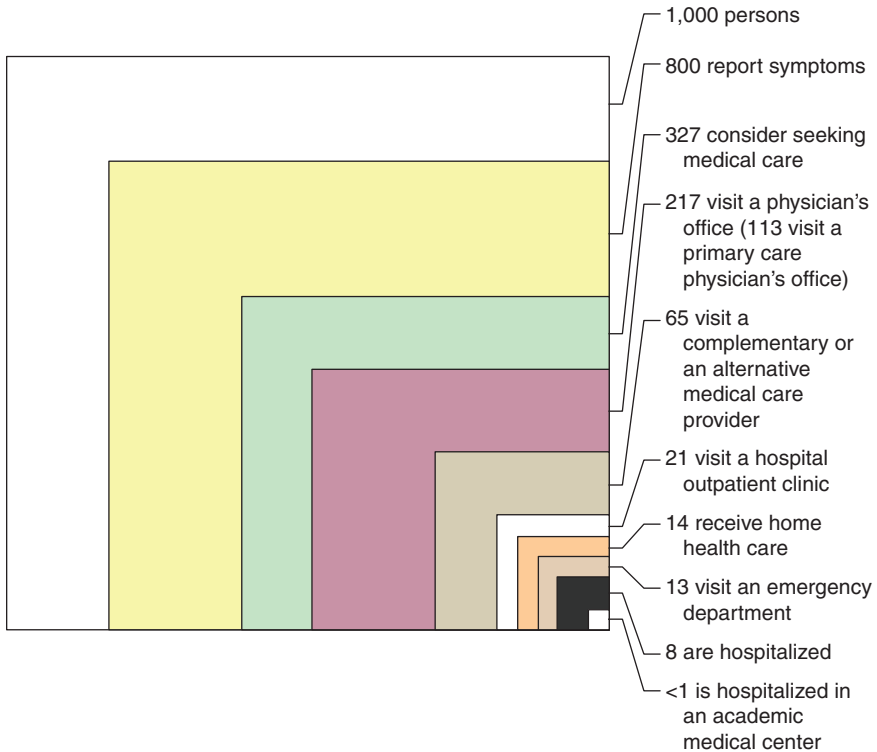 1,000 persons
800 report symptoms
327 consider seeking
medical care
217 visit a physician’s
office (113 visit a
primary care
physician’s office)
65 visit a
complementary or
an alternative
medical care
provider
21 visit a hospital
outpatient clinic
14 receive home
health care
13 visit an emergency
department
8 are hospitalized
<1 is hospitalized in
an academic
medical center